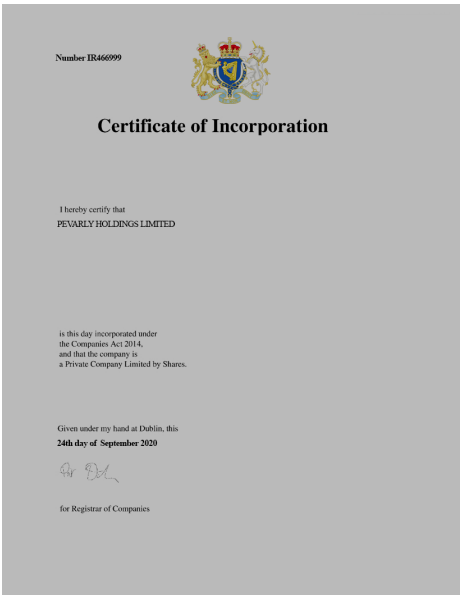 Number IR466999
Certificate of Incorporation
I hereby certify that
PEVARLY HOLDINGS LIMITED
is this day incorporated under
the Companies Act 2014,
and that the company is
a Private Company Limited by Shares.
Given under my hand at Dublin, this
24th day of September 2020
for Registrar of Companies